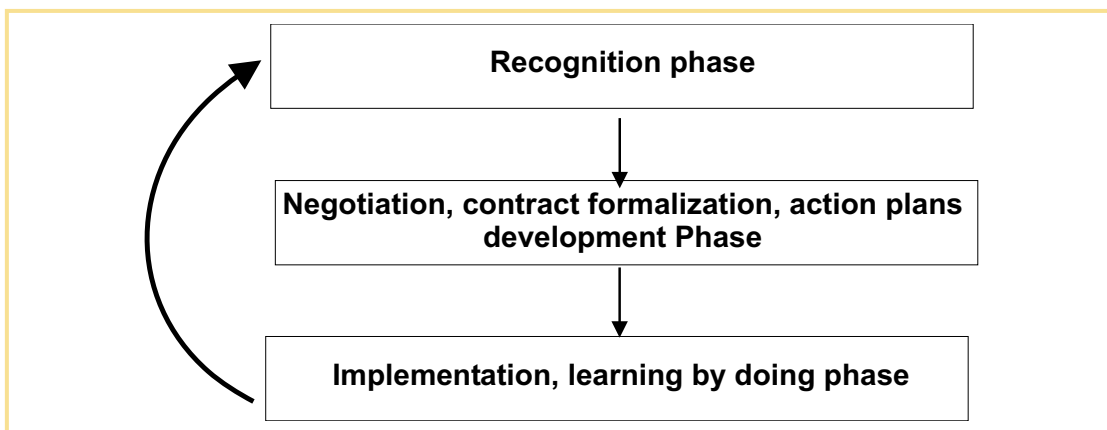 Recognition phase
Negotiation, contract formalization, action plans
development Phase
Implementation, learning by doing phase